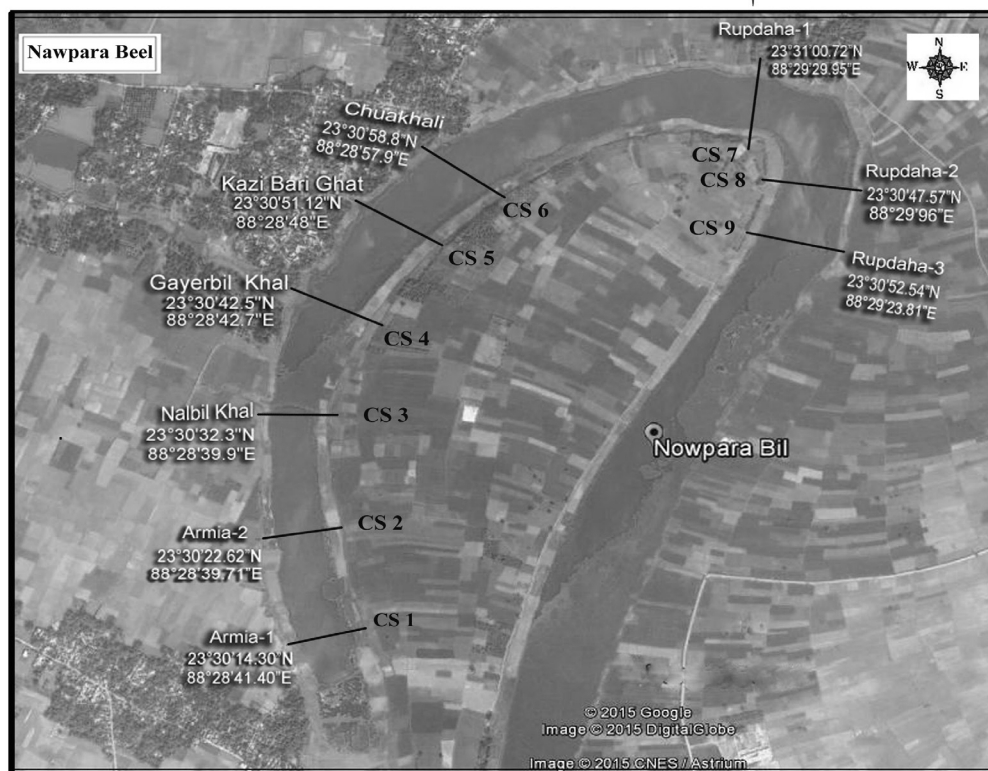 Nawpara Beel
Rupdaha-1
23°31'00.72"N
88°29'29.95"E
N
W E
S
Chuakhali
23°30'58.8"N
88°28'57.9"E
CS 7
CS 8
Rupdaha-2
23°30'47.57"N
88°29'96"E
Kazi Bari Ghat
23°30'51.12"N
88°28'48"E
CS 6
CS 9
CS 5
Rupdaha-3
23°30'52.54"N
88°29'23.81"E
Gayerbil Khal
23°30'42.5"N
88°28'42.7"E
CS 4
Nalbil Khal
23°30'32.3"N
88°28'39.9"E
CS 3
Nowpara Bil
CS 2
Armia-2
23°30'22.62"N
88°28'39.71"E
CS 1
Armia-1
23°30'14.30"N
88°28'41.40"E
© 2015 Google
Image © 2015 DigitalGlobe
Image © 2015 CNES / Astrium